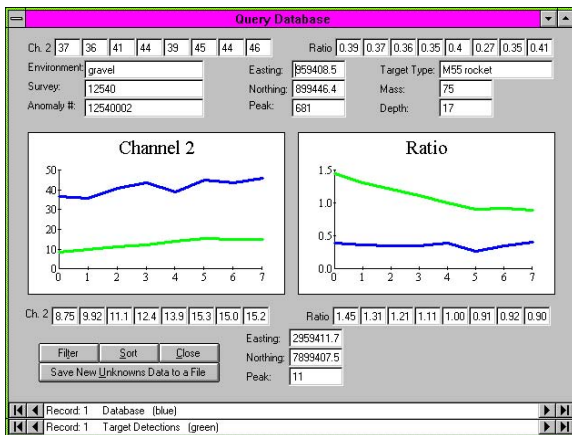 Query Database
Ch. 2 37 36 41 44 39 45 44 46 Ratio 0.39 0.37 0.36 0.35 0.4 0.27 0.35 0.41
Environment: gravel Easting: 959408.5 Target Type: M55 rocket
Survey: 12540 Northing: 899446.4 Mass: 75
Anomaly #: 12540002 Peak: 681 Depth: 17
Channel 2 Ratio
50
40
30
20
10
0
0 1 2 3 4 5 6 7
1.5
1.0
0.5
0.0
0 1 2 3 4 5 6 7
Ch. 2 8.75 9.92 11.1 12.4 13.9 15.3 15.0 15.2 Ratio 1.45 1.31 1.21 1.11 1.00 0.91 0.92 0.90
Easting: 2959411.7
Filter Sort Close Northing: 7899407.5
Save New Unknowns Data to a File Peak: 11
Record: 1 Database (blue)
Record: 1 Target Detections (green)